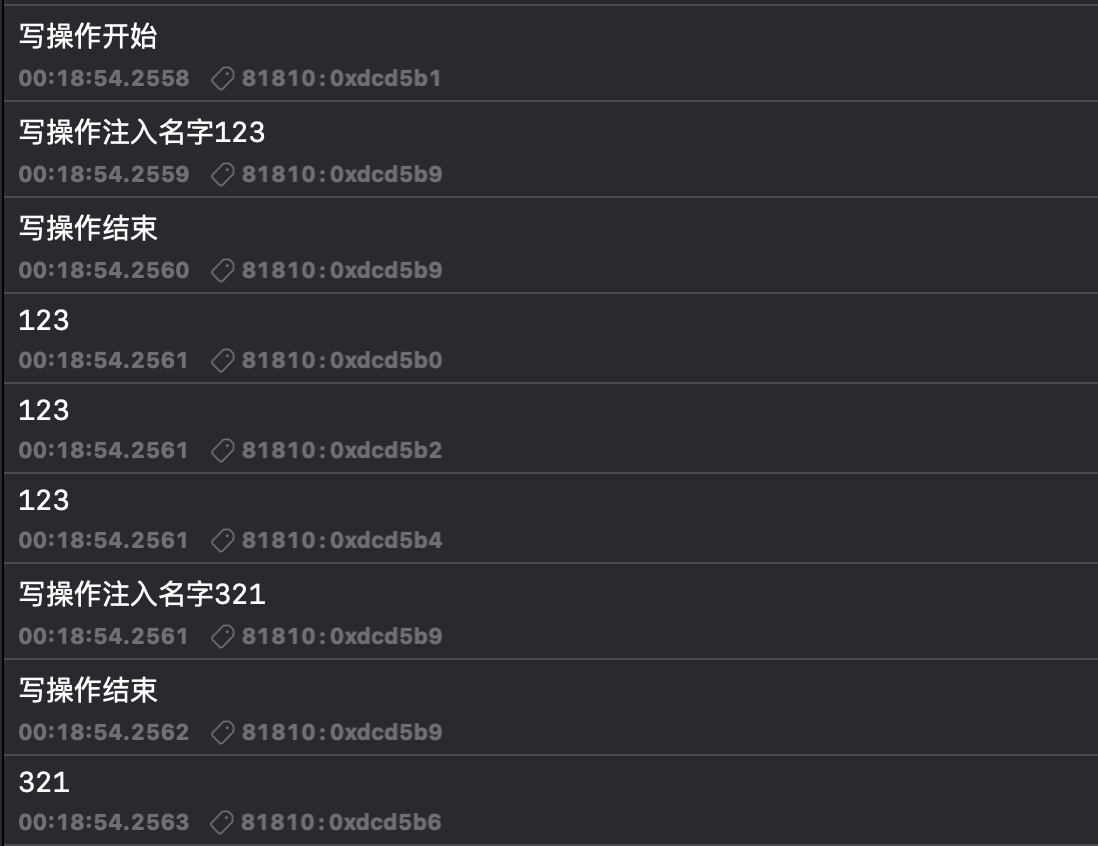 写操作开始
00:18:54.2558 81810:0xdcd5b1
写操作注入名字123
00:18:54.2559 81810:0xdcd5b9
写操作结束
00:18:54.2560 81810:0xdcd5b9
123
00:18:54.2561 81810:0xdcd5b0
123
00:18:54.2561 81810:0xdcd5b2
123
00:18:54.2561 81810:0xdcd5b4
写操作注入名字321
00:18:54.2561 81810:0xdcd5b9
写操作结束
00:18:54.2562 81810:0xdcd5b9
321
00:18:54.2563 81810:0xdcd5b6